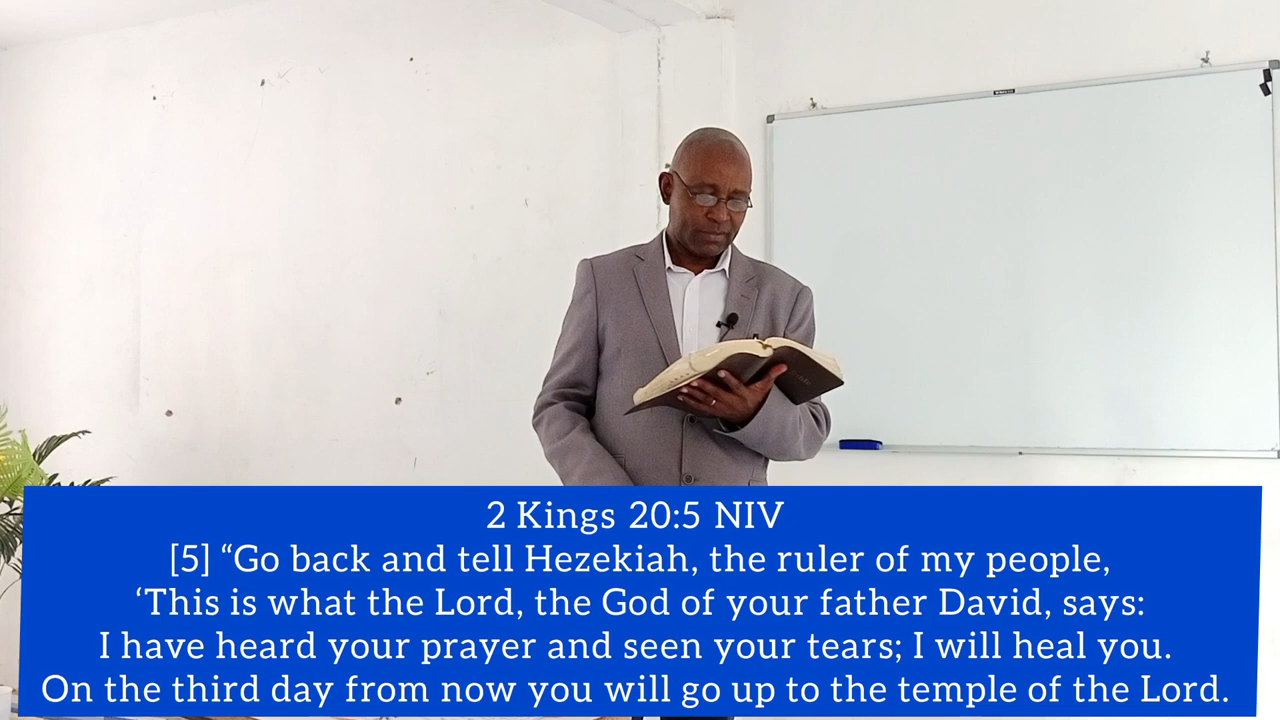 2 Kings 20:5 NIV
[5] “Go back and tell Hezekiah, the ruler of my people,
‘This is what the Lord, the God of your father David, says:
I have heard your prayer and seen your tears; I will heal you.
On the third day from now you will go up to the temple of the Lord.